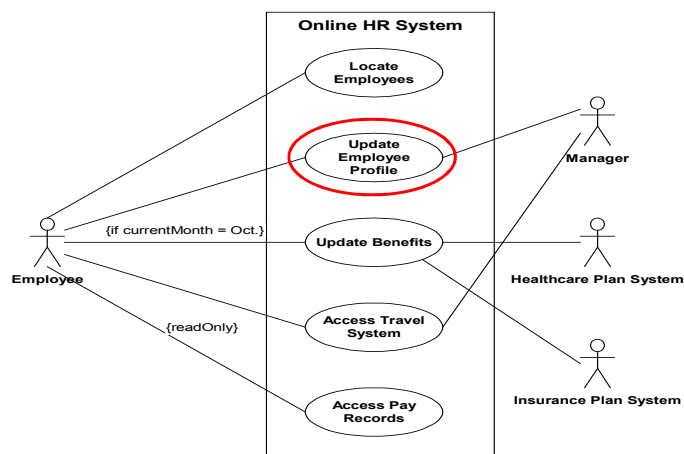 Online HR System
Locate
Employees
Update
Employee
Profile
Manager
{if currentMonth = Oct.}
Update Benefits
Employee
Healthcare Plan System
Access Travel
System
{readOnly}
Insurance Plan System
Access Pay
Records